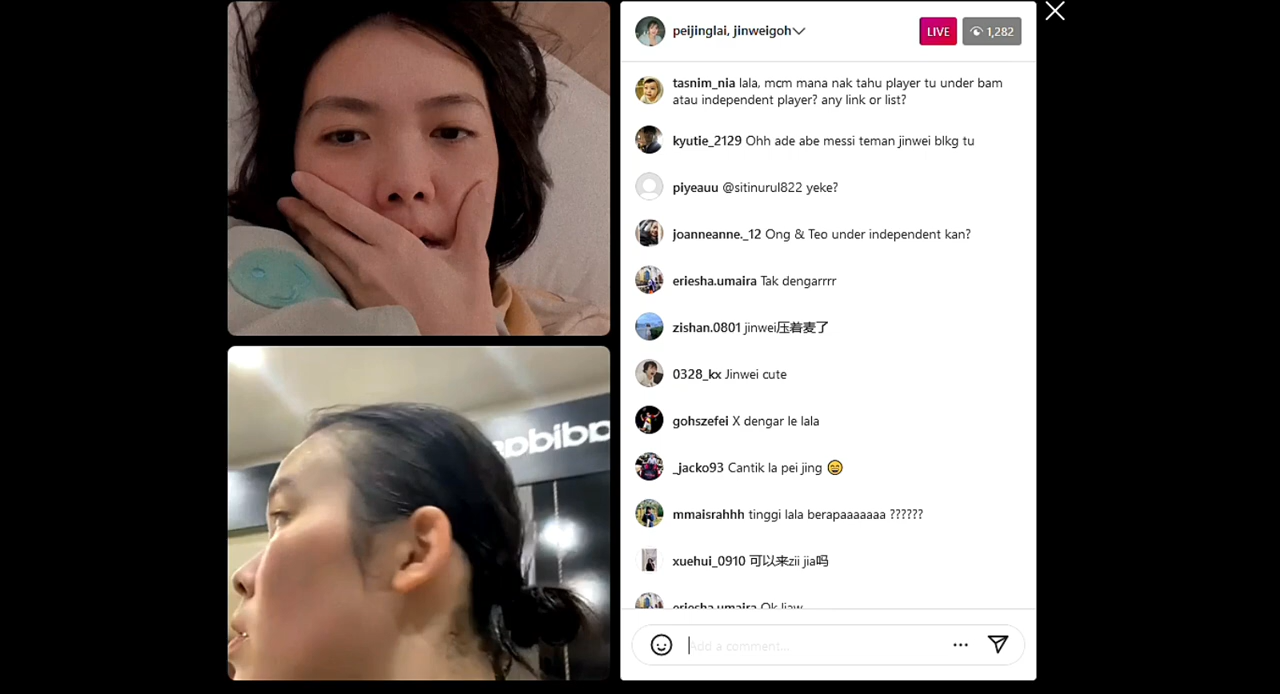 peijinglai, jinweigoh
LIVE
1,282
tasnim_nia lala, mcm mana nak tahu player tu under bam
atau independent player? any link or list?
kyutie_2129 Ohh ade abe messi teman jinwei blkg tu
piyeauu @sitinurul822 yeke?
joanneanne._12 Ong & Teo under independent kan?
eriesha.umaira Tak dengarrrr
zishan.0801 jinwei压着麦了
0328_kx Jinwei cute
gohszefei X dengar le lala
_jacko93 Cantik la pei jing 😄
mmaisrahhh tinggi lala berapaaaaaaa ??????
xuehui_0910 可以来zii jia吗
eriesha.umaira Ok liaw
Add a comment...